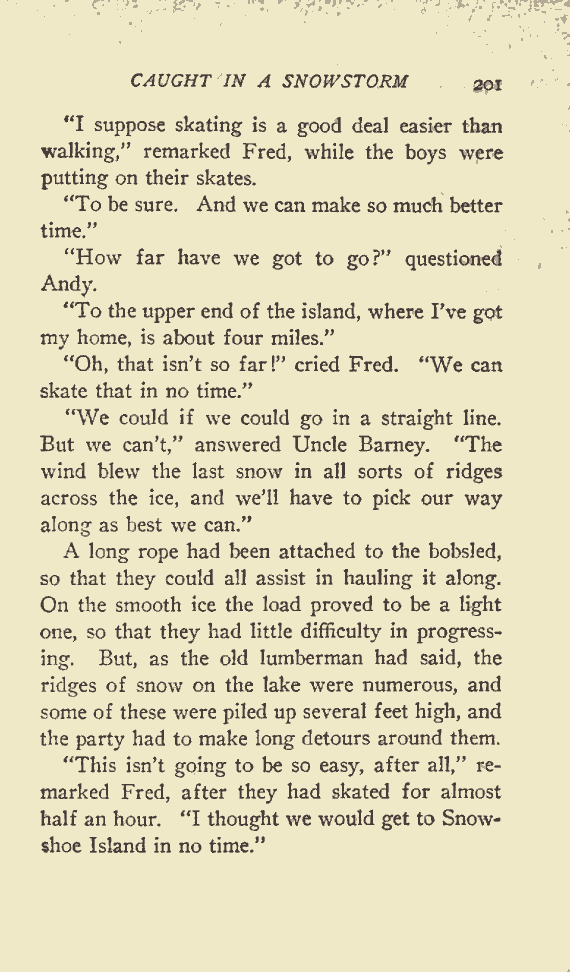 CAUGHT IN A SNOWSTORM 201
“I suppose skating is a good deal easier than
walking,” remarked Fred, while the boys were
putting on their skates.
“To be sure. And we can make so much better
time.”
“How far have we got to go?” questioned
Andy.
“To the upper end of the island, where I’ve got
my home, is about four miles.”
“Oh, that isn’t so far!” cried Fred. “We can
skate that in no time.”
“We could if we could go in a straight line.
But we can’t,” answered Uncle Barney. “The
wind blew the last snow in all sorts of ridges
across the ice, and we’ll have to pick our way
along as best we can.”
A long rope had been attached to the bobsled,
so that they could all assist in hauling it along.
On the smooth ice the load proved to be a light
one, so that they had little difficulty in progress-
ing. But, as the old lumberman had said, the
ridges of snow on the lake were numerous, and
some of these were piled up several feet high, and
the party had to make long detours around them.
“This isn’t going to be so easy, after all,” re-
marked Fred, after they had skated for almost
half an hour. “I thought we would get to Snow-
shoe Island in no time.”